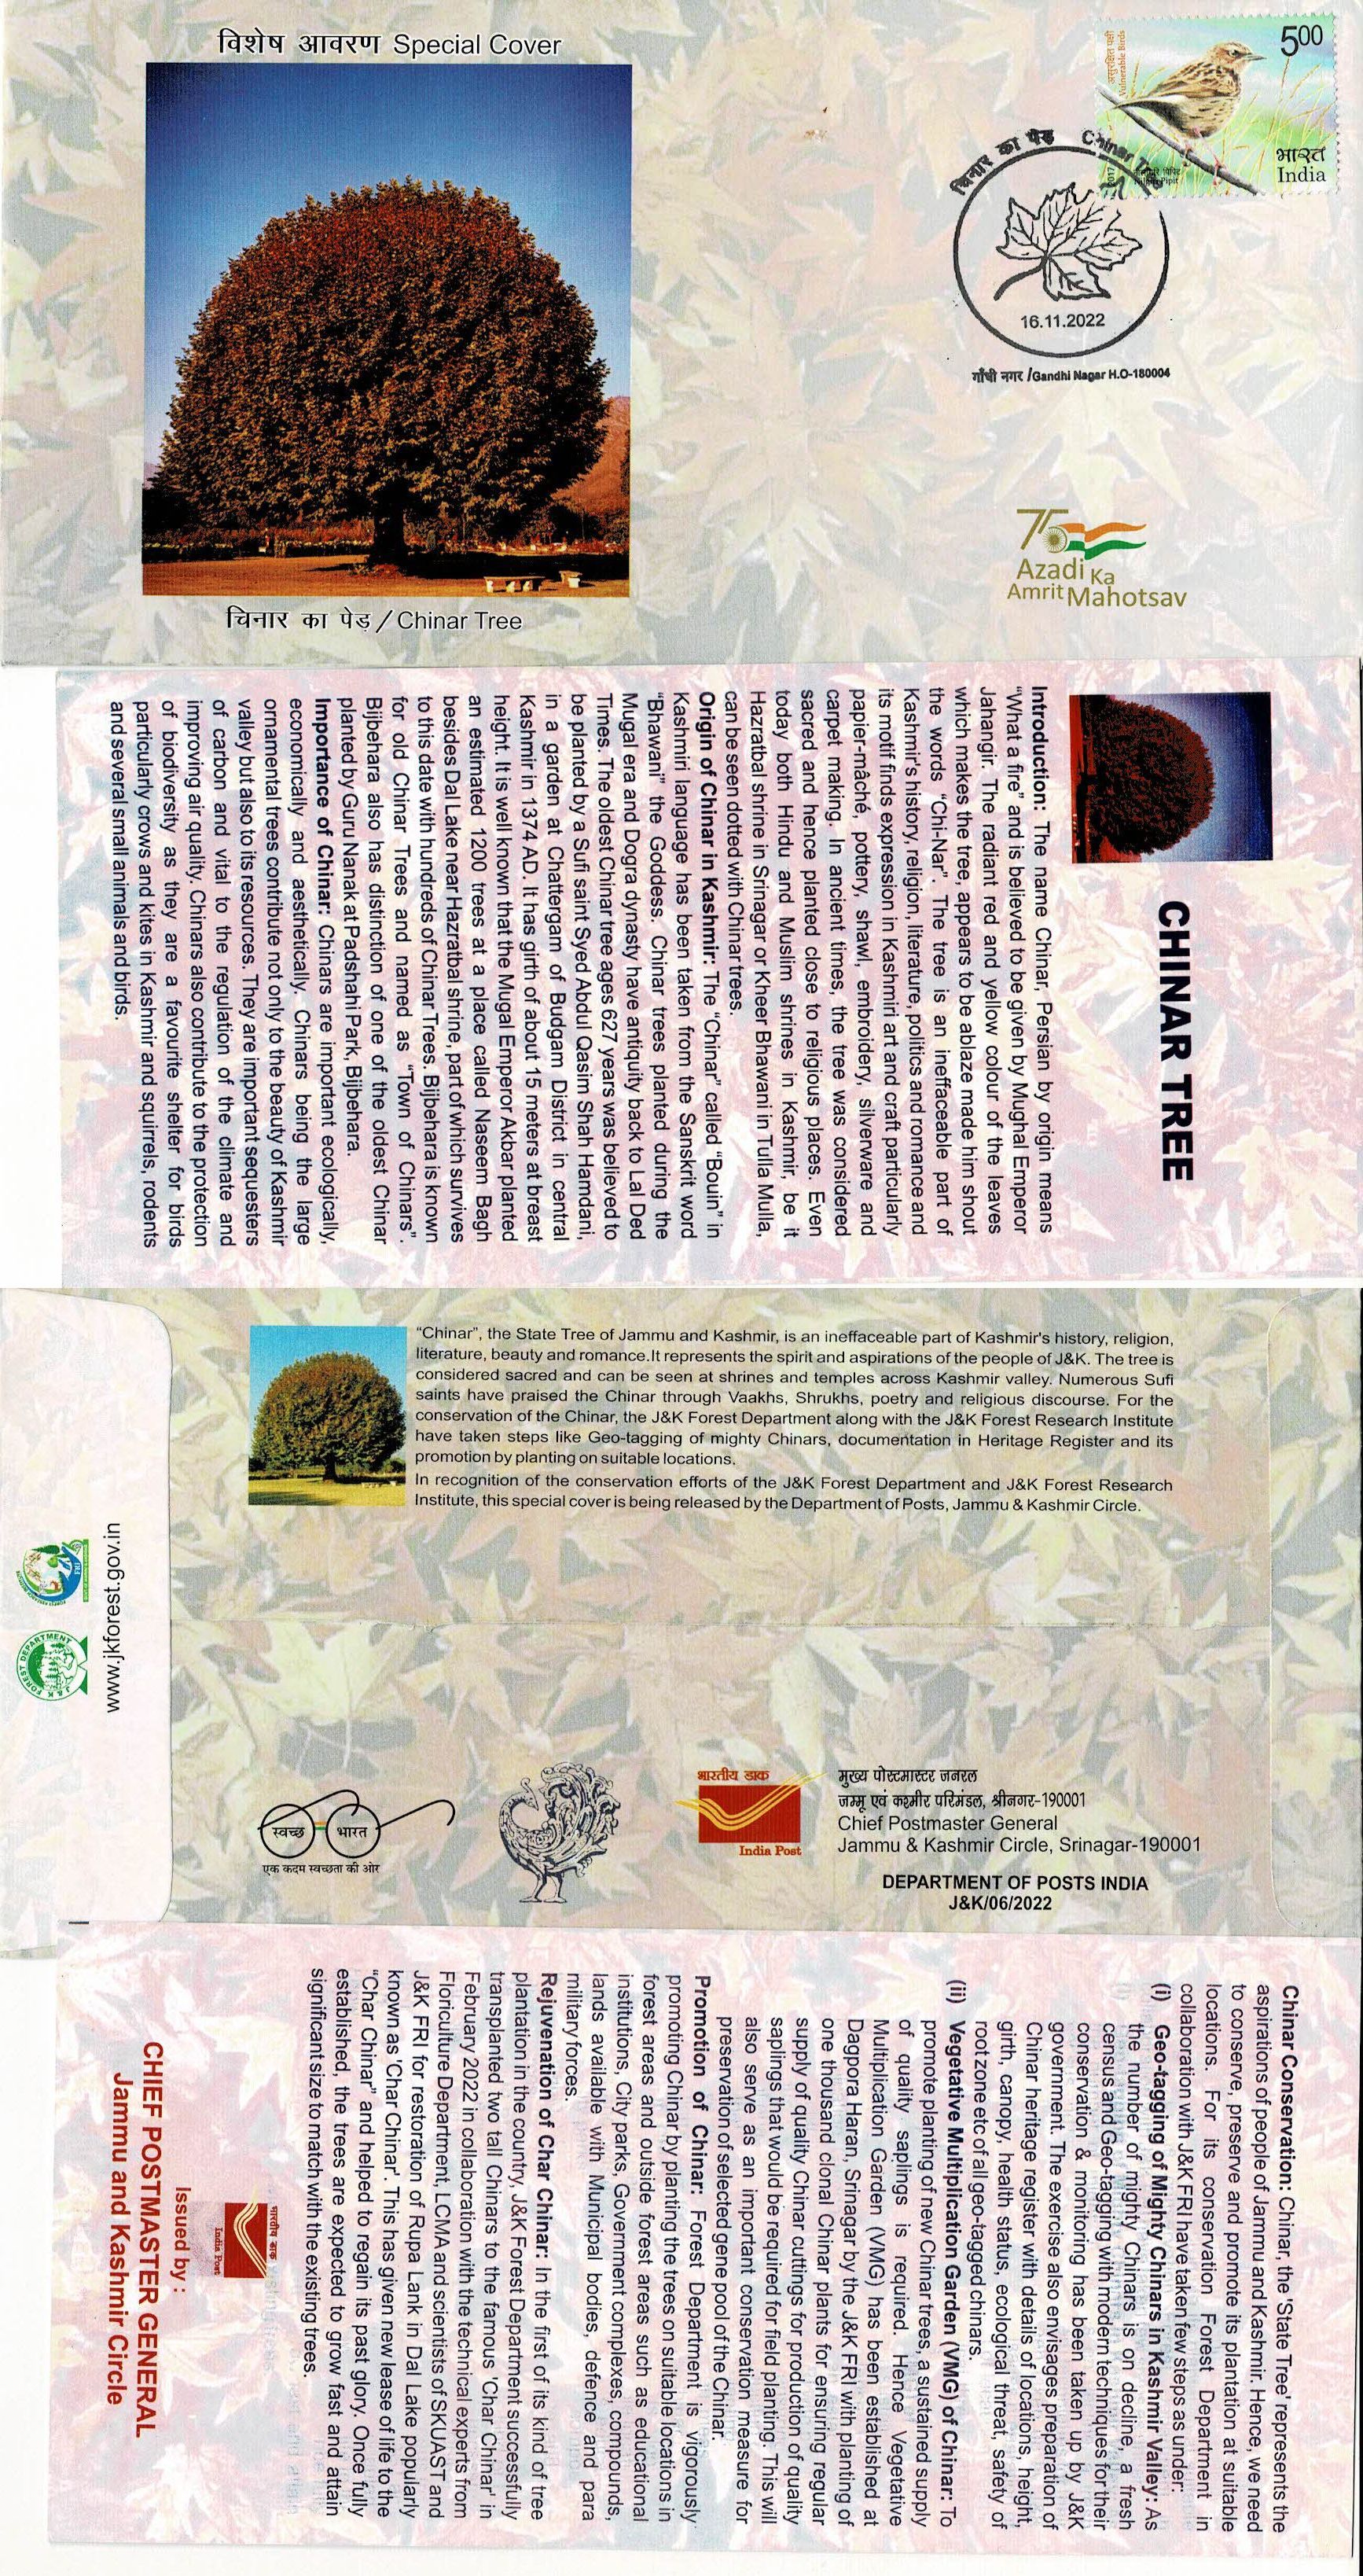 विशेष आवरण Special Cover
असुरक्षित पक्षी
Vulnerable Birds
500
भारत
India
2017
Pipit
चिनार का पेड़ Chinar
16.11.2022
गाँधी नगर /Gandhi Nagar H.O-180004
75
Azadi Ka
Amrit Mahotsav
चिनार का पेड़ / Chinar Tree
CHINAR TREE
Introduction: The name Chinar, Persian by origin means
"What a fire" and is believed to be given by Mughal Emperor
Jahangir. The radiant red and yellow colour of the leaves
which makes the tree, appears to be ablaze made him shout
the words "Chi-Nar". The tree is an ineffaceable part of
Kashmir's history, religion, literature, politics and romance and
its motif finds expression in Kashmiri art and craft particularly
papier-mâché, pottery, shawl, embroidery, silverware and
carpet making. In ancient times, the tree was considered
sacred and hence planted close to religious places. Even
today both Hindu and Muslim shrines in Kashmir, be it
Hazratbal shrine in Srinagar or Kheer Bhawani in Tulla Mulla,
can be seen dotted with Chinar trees.
Origin of Chinar in Kashmir: The "Chinar" called "Bouin" in
Kashmiri language has been taken from the Sanskrit word
"Bhawani" the Goddess. Chinar trees planted during the
Mugal era and Dogra dynasty have antiquity back to Lal Ded
Times. The oldest Chinar tree ages 627 years was believed to
be planted by a Sufi saint Syed Abdul Qasim Shah Hamdani,
in a garden at Chattergam of Budgam District in central
Kashmir in 1374 AD. It has girth of about 15 meters at breast
height. It is well known that the Mugal Emperor Akbar planted
an estimated 1200 trees at a place called Naseem Bagh
besides Dal Lake near Hazratbal shrine, part of which survives
to this date with hundreds of Chinar Trees. Bijbehara is known
for old Chinar Trees and named as "Town of Chinars".
Bijbehara also has distinction of one of the oldest Chinar
planted by Guru Nanak at Padshahi Park, Bijbehara.
Importance of Chinar: Chinars are important ecologically,
economically and aesthetically. Chinars being the large
ornamental trees contribute not only to the beauty of Kashmir
valley but also to its resources. They are important sequesters
of carbon and vital to the regulation of the climate and
improving air quality. Chinars also contribute to the protection
of biodiversity as they are a favourite shelter for birds
particularly crows and kites in Kashmir and squirrels, rodents
and several small animals and birds.
"Chinar", the State Tree of Jammu and Kashmir, is an ineffaceable part of Kashmir's history, religion,
literature, beauty and romance.It represents the spirit and aspirations of the people of J&K. The tree is
considered sacred and can be seen at shrines and temples across Kashmir valley. Numerous Sufi
saints have praised the Chinar through Vaakhs, Shrukhs, poetry and religious discourse. For the
conservation of the Chinar, the J&K Forest Department along with the J&K Forest Research Institute
have taken steps like Geo-tagging of mighty Chinars, documentation in Heritage Register and its
promotion by planting on suitable locations.
In recognition of the conservation efforts of the J&K Forest Department and J&K Forest Research
Institute, this special cover is being released by the Department of Posts, Jammu & Kashmir Circle.
www.jkforest.gov.in
J&K FOREST DEPARTMENT
स्वच्छ भारत
एक कदम स्वच्छता की ओर
भारतीय डाक
India Post
मुख्य पोस्टमास्टर जनरल
जम्मू एवं कश्मीर परिमंडल, श्रीनगर-190001
Chief Postmaster General
Jammu & Kashmir Circle, Srinagar-190001
DEPARTMENT OF POSTS INDIA
J&K/06/2022
Chinar Conservation: Chinar, the 'State Tree' represents the
aspirations of people of Jammu and Kashmir. Hence, we need
to conserve, preserve and promote its plantation at suitable
locations. For its conservation Forest Department in
collaboration with J&K FRI have taken few steps as under:
(i) Geo-tagging of Mighty Chinars in Kashmir Valley: As
the number of mighty Chinars is on decline, a fresh
census and Geo-tagging with modern techniques for their
conservation & monitoring has been taken up by J&K
government. The exercise also envisages preparation of
Chinar heritage register with details of locations, height,
girth, canopy, health status, ecological threat, safety of
root zone etc of all geo-tagged chinars.
(ii) Vegetative Multiplication Garden (VMG) of Chinar: To
promote planting of new Chinar trees, a sustained supply
of quality saplings is required. Hence Vegetative
Multiplication Garden (VMG) has been established at
Dagpora Haran, Srinagar by the J&K FRI with planting of
one thousand clonal Chinar plants for ensuring regular
supply of quality Chinar cuttings for production of quality
saplings that would be required for field planting. This will
also serve as an important conservation measure for
preservation of selected gene pool of the Chinar.
Promotion of Chinar: Forest Department is vigorously
promoting Chinar by planting the trees on suitable locations in
forest areas and outside forest areas such as educational
institutions, City parks, Government complexes, compounds,
lands available with Municipal bodies, defence and para
military forces.
Rejuvenation of Char Chinar: In the first of its kind of tree
plantation in the country, J&K Forest Department successfully
transplanted two tall Chinars to the famous 'Char Chinar' in
February 2022 in collaboration with the technical experts from
Floriculture Department, LCMA and scientists of SKUAST and
J&K FRI for restoration of Rupa Lank in Dal Lake popularly
known as 'Char Chinar'. This has given new lease of life to the
"Char Chinar" and helped to regain its past glory. Once fully
established, the trees are expected to grow fast and attain
significant size to match with the existing trees.
भारतीय डाक
India Post
Issued by :
CHIEF POSTMASTER GENERAL
Jammu and Kashmir Circle